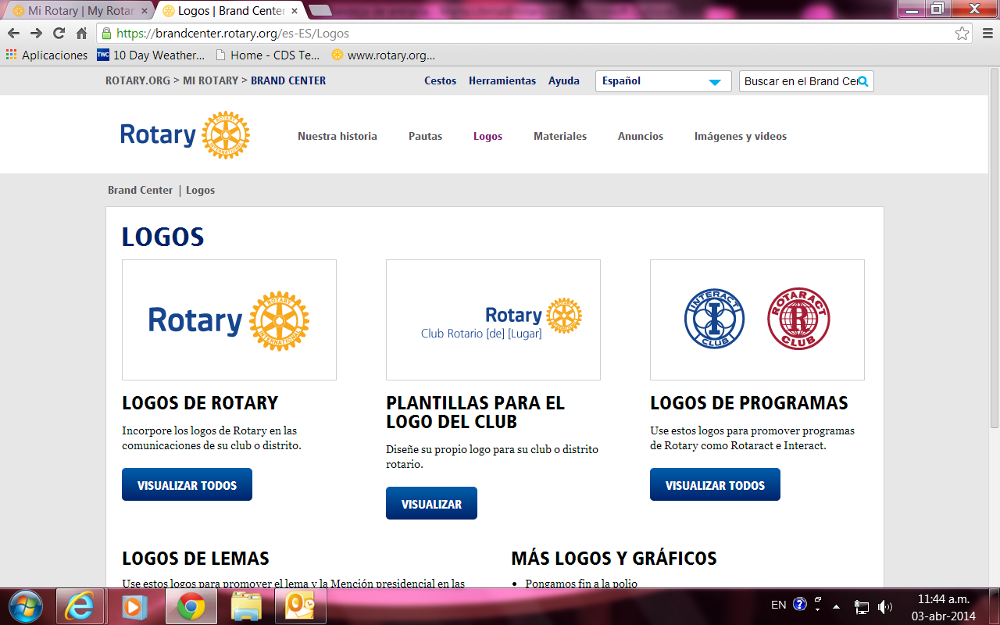 Mi Rotary | My Rotar
Logos | Brand Center
https://brandcenter.rotary.org/es-ES/Logos
Aplicaciones
TWC
10 Day Weather...
Home - CDS Te...
www.rotary.org...
ROTARY.ORG > MI ROTARY > BRAND CENTER
Cestos
Herramientas
Ayuda
Español
Buscar en el Brand Cen
Rotary
ROTARY INTERNATIONAL
Nuestra historia
Pautas
Logos
Materiales
Anuncios
Imágenes y videos
Brand Center | Logos
LOGOS
Rotary
ROTARY INTERNATIONAL
Rotary
Club Rotario [de] [Lugar]
INTERACT
I
CLUB
ROTARACT
R
CLUB
LOGOS DE ROTARY
Incorpore los logos de Rotary en las
comunicaciones de su club o distrito.
VISUALIZAR TODOS
PLANTILLAS PARA EL
LOGO DEL CLUB
Diseñe su propio logo para su club o distrito
rotario.
VISUALIZAR
LOGOS DE PROGRAMAS
Use estos logos para promover programas
de Rotary como Rotaract e Interact.
VISUALIZAR TODOS
LOGOS DE LEMAS
Use estos logos para promover el lema y la Mención presidencial en las
MÁS LOGOS Y GRÁFICOS
• Pongamos fin a la polio
EN
11:44 a.m.
03-abr-2014